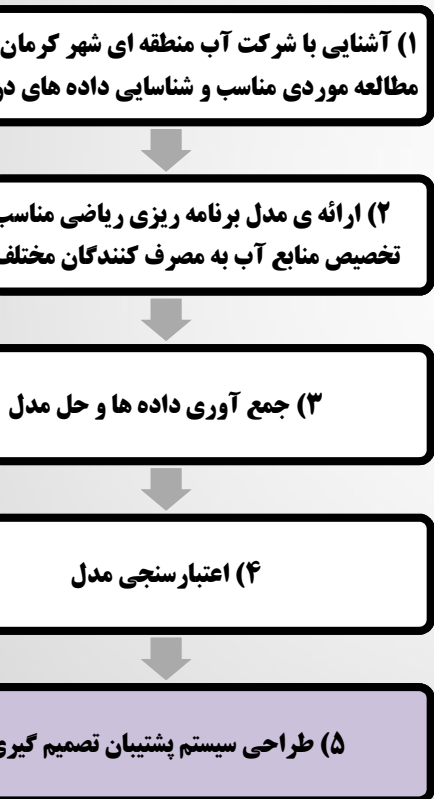 ۱) آشنایی با شرکت آب منطقه ای شهر کرمان
مطالعه موردی مناسب و شناسایی داده های
۲) ارائه ی مدل برنامه ریزی ریاضی مناسب
تخصیص منابع آب به مصرف کنندگان مختلف
۳) جمع آوری داده ها و حل مدل
۴) اعتبارسنجی مدل
۵) طراحی سیستم پشتیبان تصمیم گیری